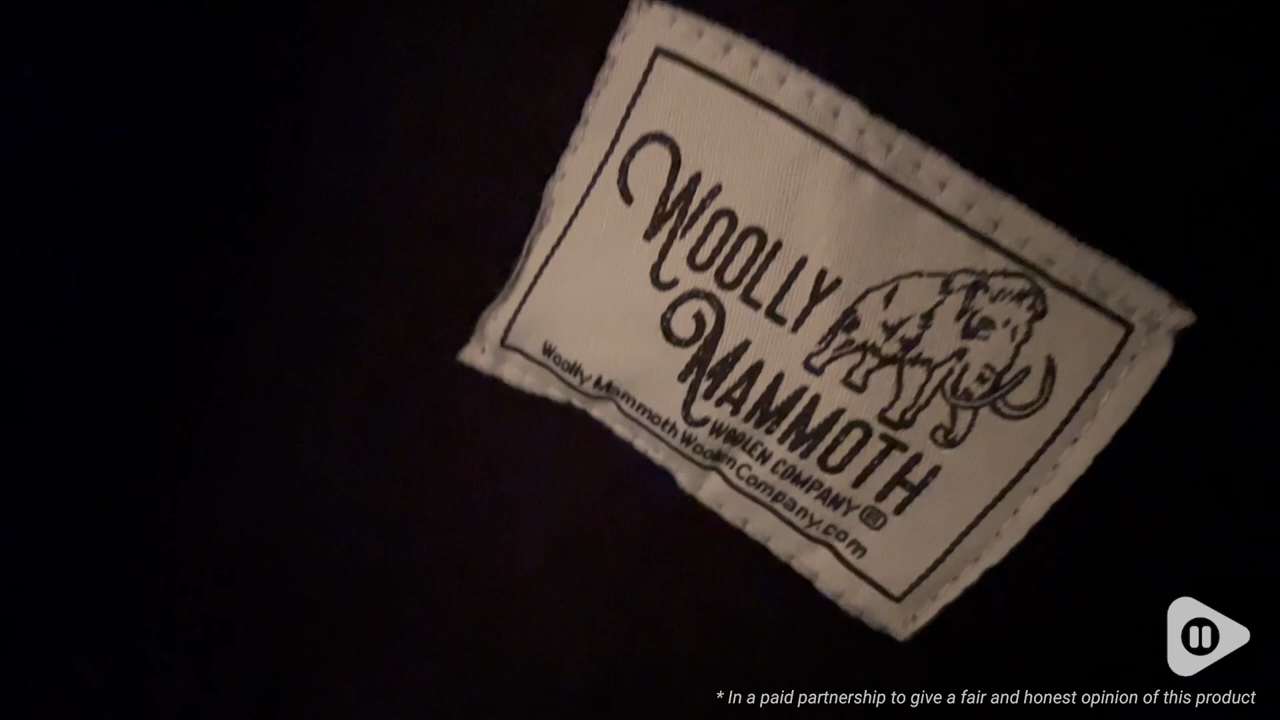 WOOLLY
MAMMOTH
WOOLEN COMPANY®
Woolly Mammoth Woolen Company.com
* In a paid partnership to give a fair and honest opinion of this product